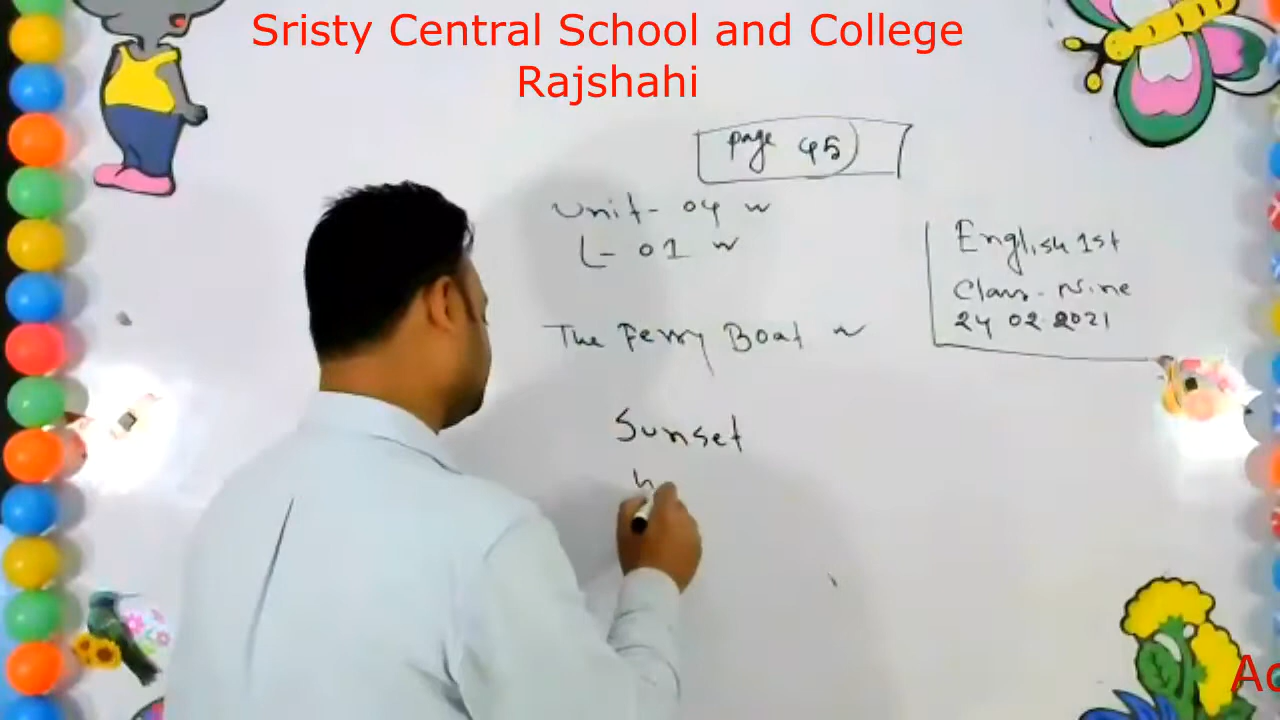 Sristy Central School and College
Rajshahi
page 45
Unit- 04
L- 01
The Ferry Boat
Sunset
English 1st
Class- Nine
24 02 2021